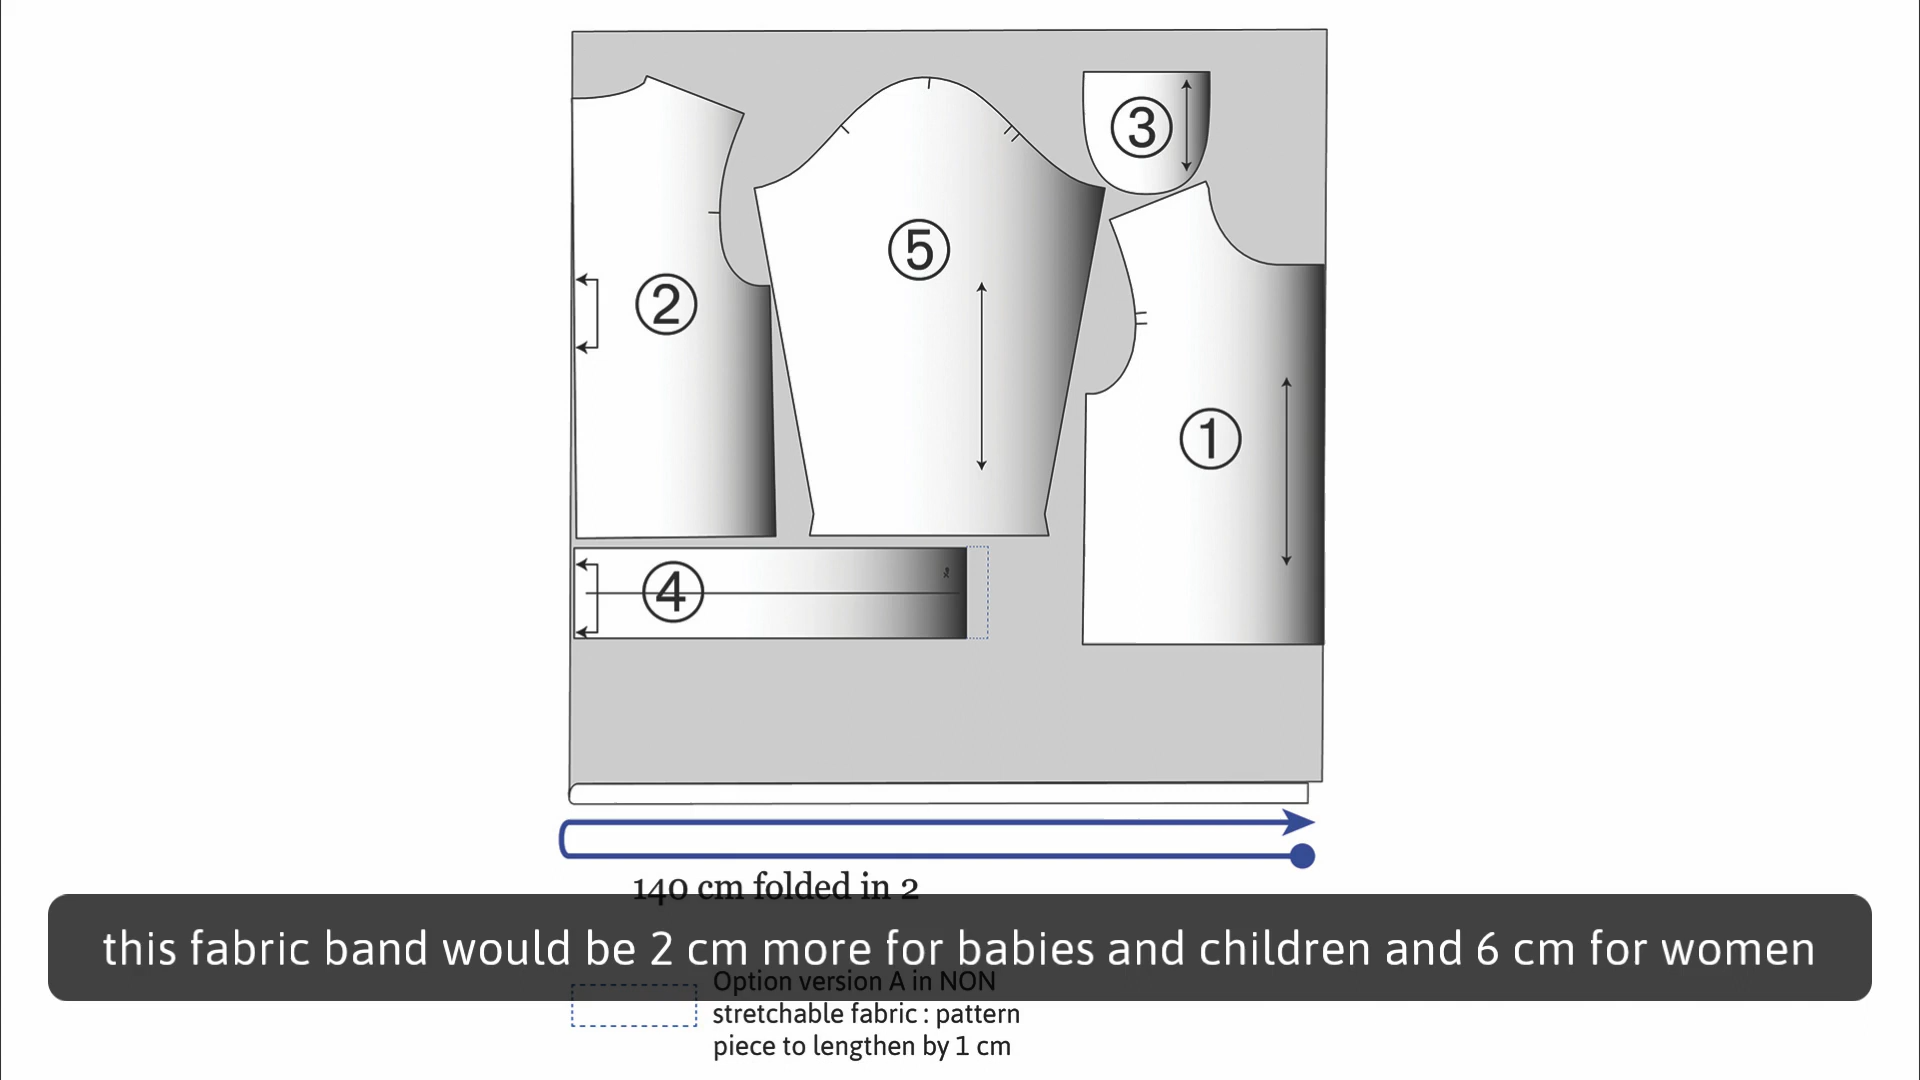 ③
②
⑤
①
④
140 cm folded in 2
this fabric band would be 2 cm more for babies and children and 6 cm for women
Option version A in NON
stretchable fabric : pattern
piece to lengthen by 1 cm